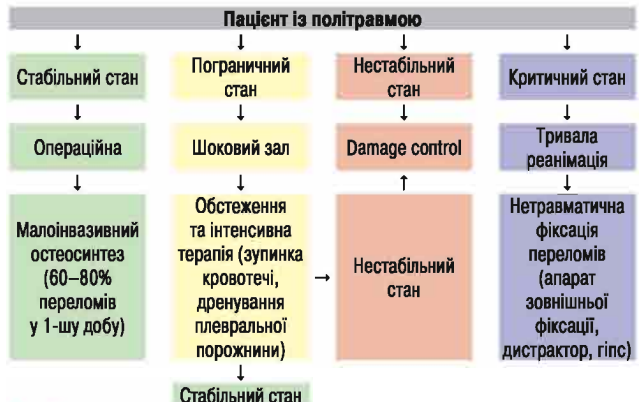 Пацієнт із політравмою
Стабільний стан
Пограничний
стан
Нестабільний
стан
Критичний стан
Операційна
Шоковий зал
Damage control
Тривала
реанімація
Малоінвазивний
остеосинтез
(60–80%
переломів
у 1-шу добу)
Обстеження
та інтенсивна
терапія (зупинка
кровотечі,
дренування
плевральної
порожнини)
Нестабільний
стан
Нетравматична
фіксація
переломів
(апарат
зовнішньої
фіксації,
дистрактор, гіпс)
Стабільний стан